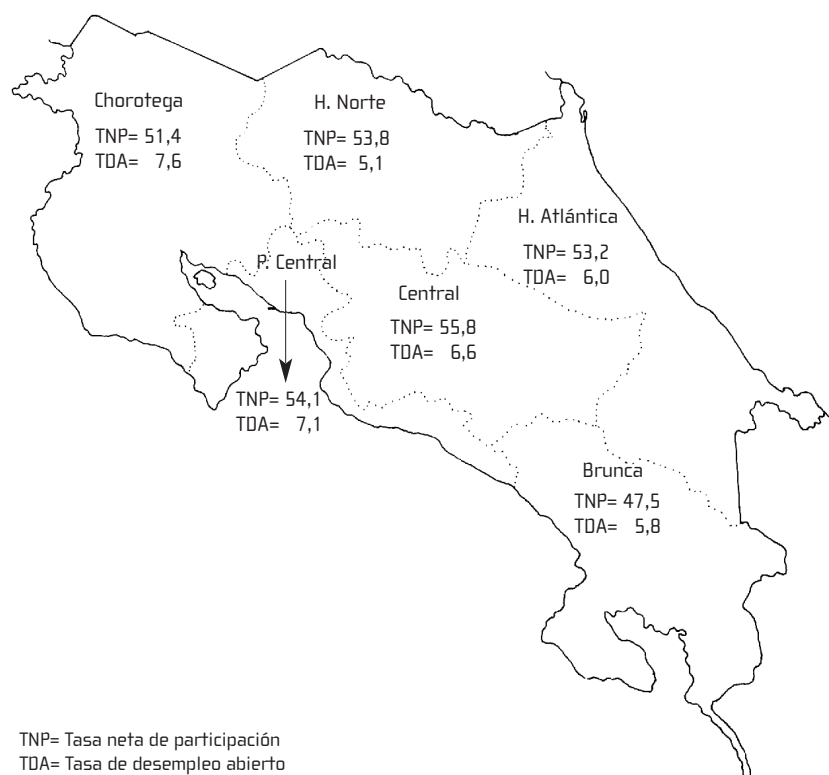 Chorotega
TNP= 51,4
TDA= 7,6
H. Norte
TNP= 53,8
TDA= 5,1
H. Atlántica
TNP= 53,2
TDA= 6,0
P. Central
TNP= 54,1
TDA= 7,1
Central
TNP= 55,8
TDA= 6,6
Brunca
TNP= 47,5
TDA= 5,8
TNP= Tasa neta de participación
TDA= Tasa de desempleo abierto